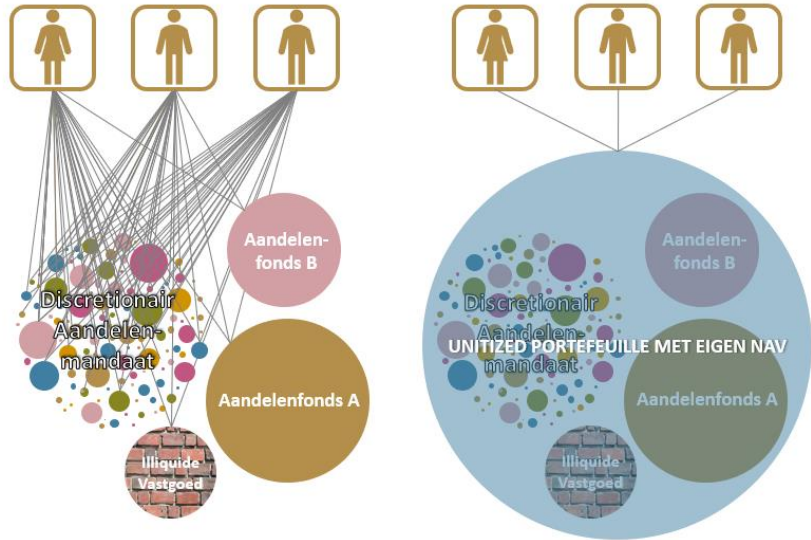 Aandelen-
fonds B
Discretionair
Aandelen-
mandaat
Aandelenfonds A
Illiquide
Vastgoed
Aandelen-
fonds B
Discretionair
Aandelen-
UNITIZED PORTEFEUILLE MET EIGEN NAV
mandaat
Aandelenfonds A
Illiquide
Vastgoed